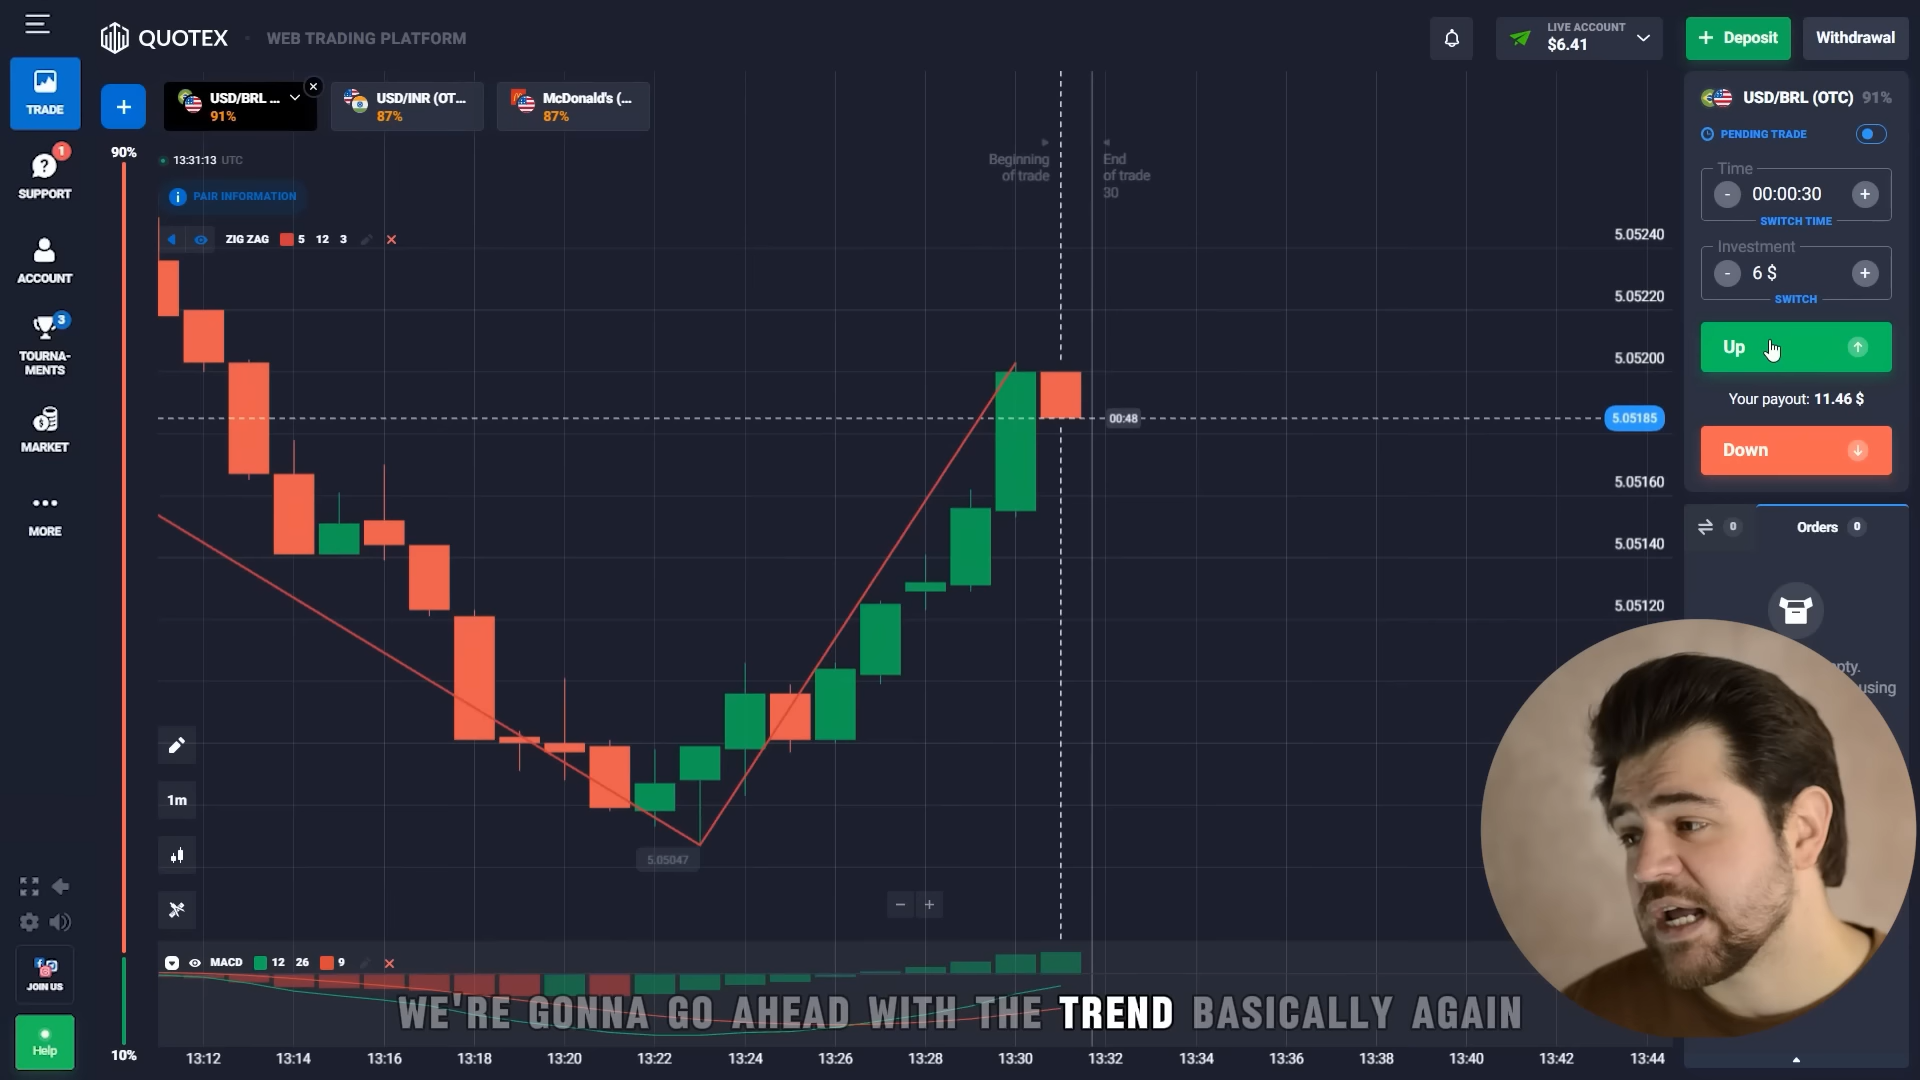 QUOTEX
WEB TRADING PLATFORM
LIVE ACCOUNT
$6.41
+ Deposit
Withdrawal
TRADE
SUPPORT
1
ACCOUNT
TOURNA-
MENTS
3
MARKET
MORE
JOIN US
Help
+
USD/BRL ...
91%
USD/INR (OT...
87%
McDonald's (...
87%
90%
10%
13:31:13 UTC
PAIR INFORMATION
ZIG ZAG 5 12 3
Beginning
of trade
End
of trade
30
5.05240
5.05220
5.05200
5.05185
5.05160
5.05140
5.05120
00:48
5.05047
1m
MACD 12 26 9
WE'RE GONNA GO AHEAD WITH THE TREND BASICALLY AGAIN
13:12 13:14 13:16 13:18 13:20 13:22 13:24 13:26 13:28 13:30 13:32 13:34 13:36 13:38 13:40 13:42 13:44
USD/BRL (OTC) 91%
PENDING TRADE
Time
- 00:00:30 +
SWITCH TIME
Investment
- 6 $ +
SWITCH
Up
Your payout: 11.46 $
Down
0
Orders 0